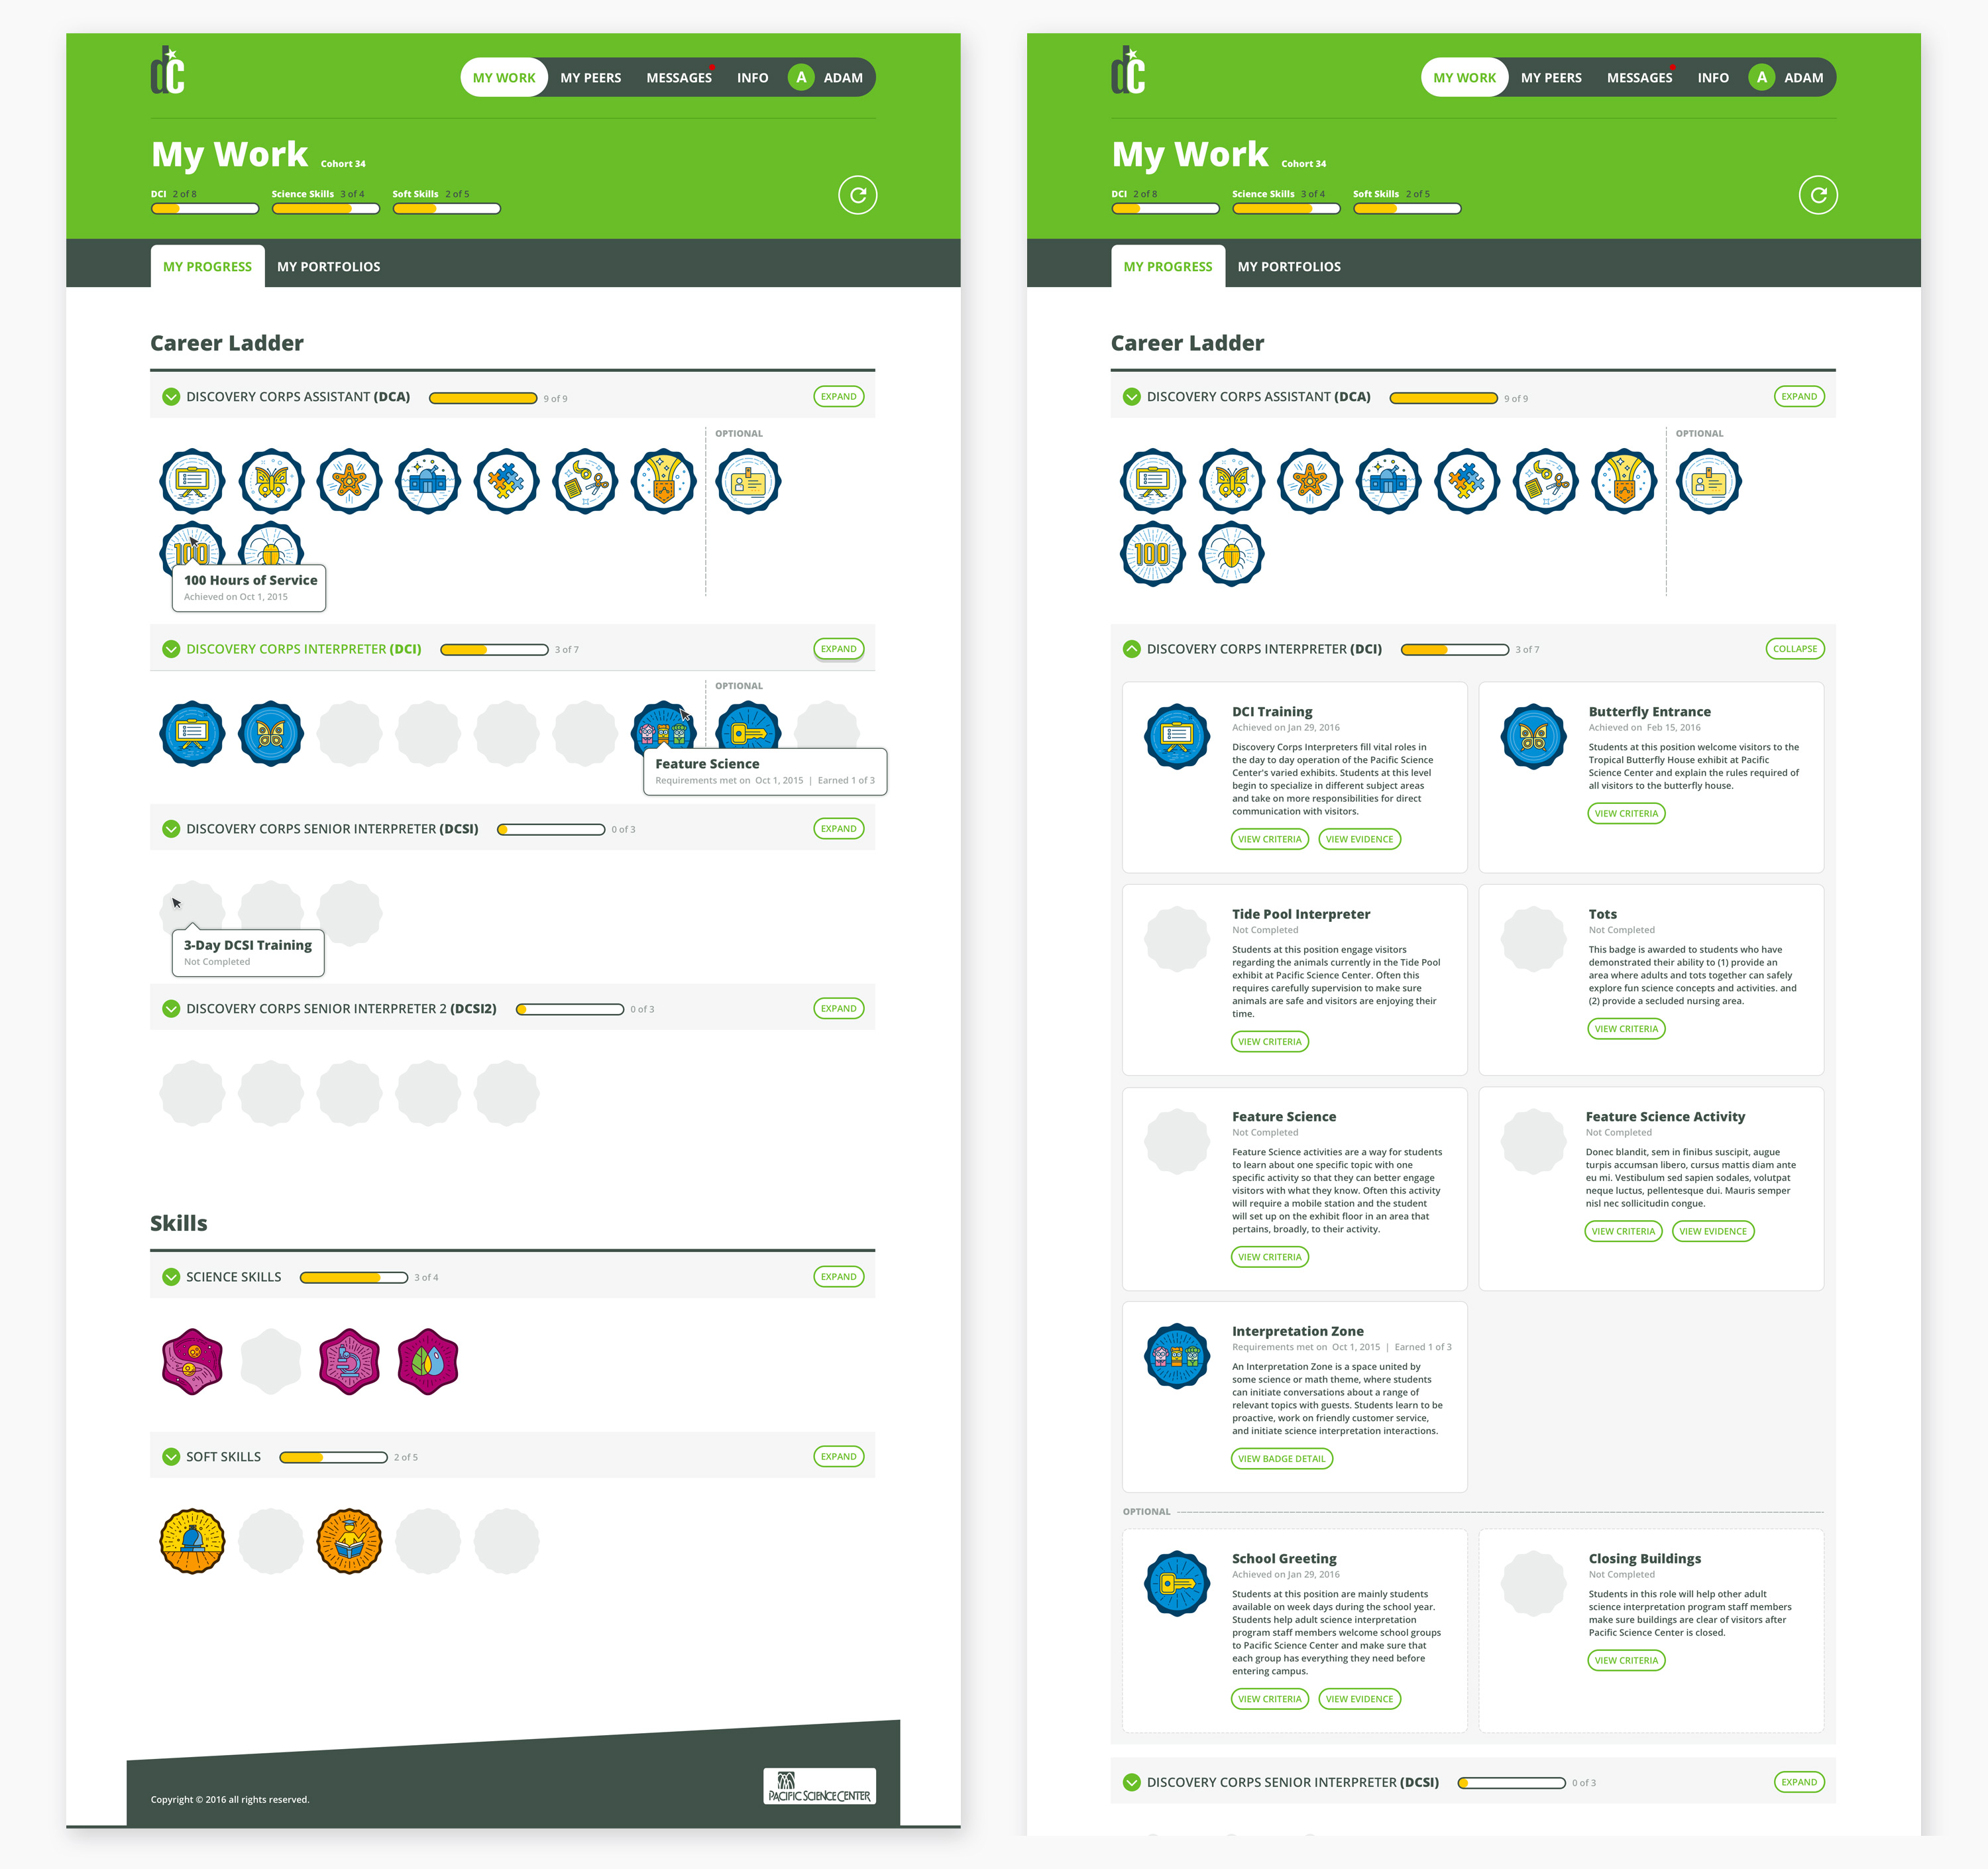 dc
MY WORK MY PEERS MESSAGES INFO A ADAM
My Work Cohort 34
DCI 2 of 8 Science Skills 3 of 4 Soft Skills 2 of 5
MY PROGRESS MY PORTFOLIOS
Career Ladder
DISCOVERY CORPS ASSISTANT (DCA) 9 of 9 EXPAND
OPTIONAL
100
100 Hours of Service
Achieved on Oct 1, 2015
DISCOVERY CORPS INTERPRETER (DCI) 3 of 7 EXPAND
OPTIONAL
Feature Science
Requirements met on Oct 1, 2015 | Earned 1 of 3
DISCOVERY CORPS SENIOR INTERPRETER (DCSI) 0 of 3 EXPAND
3-Day DCSI Training
Not Completed
DISCOVERY CORPS SENIOR INTERPRETER 2 (DCSI2) 0 of 3 EXPAND
Skills
SCIENCE SKILLS 3 of 4 EXPAND
SOFT SKILLS 2 of 5 EXPAND
Copyright © 2016 all rights reserved.
PACIFIC SCIENCE CENTER
dc
MY WORK MY PEERS MESSAGES INFO A ADAM
My Work Cohort 34
DCI 2 of 8 Science Skills 3 of 4 Soft Skills 2 of 5
MY PROGRESS MY PORTFOLIOS
Career Ladder
DISCOVERY CORPS ASSISTANT (DCA) 9 of 9 EXPAND
OPTIONAL
100
DISCOVERY CORPS INTERPRETER (DCI) 3 of 7 COLLAPSE
DCI Training
Achieved on Jan 29, 2016
Discovery Corps Interpreters fill vital roles in
the day to day operation of the Pacific Science
Center's varied exhibits. Students at this level
begin to specialize in different subject areas
and take on more responsibilities for direct
communication with visitors.
VIEW CRITERIA VIEW EVIDENCE
Butterfly Entrance
Achieved on Feb 15, 2016
Students at this position welcome visitors to the
Tropical Butterfly House exhibit at Pacific
Science Center and explain the rules required of
all visitors to the butterfly house.
VIEW CRITERIA
Tide Pool Interpreter
Not Completed
Students at this position engage visitors
regarding the animals currently in the Tide Pool
exhibit at Pacific Science Center. Often this
requires carefully supervision to make sure
animals are safe and visitors are enjoying their
time.
VIEW CRITERIA
Tots
Not Completed
This badge is awarded to students who have
demonstrated their ability to (1) provide an
area where adults and tots together can safely
explore fun science concepts and activities. and
(2) provide a secluded nursing area.
VIEW CRITERIA
Feature Science
Not Completed
Feature Science activities are a way for students
to learn about one specific topic with one
specific activity so that they can better engage
visitors with what they know. Often this activity
will require a mobile station and the student
will set up on the exhibit floor in an area that
pertains, broadly, to their activity.
VIEW CRITERIA
Feature Science Activity
Not Completed
Donec blandit, sem in finibus suscipit, augue
turpis accumsan libero, cursus mattis diam ante
eu mi. Vestibulum sed sapien sodales, volutpat
neque luctus, pellentesque dui. Mauris semper
nisl nec sollicitudin congue.
VIEW CRITERIA VIEW EVIDENCE
Interpretation Zone
Requirements met on Oct 1, 2015 | Earned 1 of 3
An Interpretation Zone is a space united by
some science or math theme, where students
can initiate conversations about a range of
relevant topics with guests. Students learn to be
proactive, work on friendly customer service,
and initiate science interpretation interactions.
VIEW BADGE DETAIL
OPTIONAL
School Greeting
Achieved on Jan 29, 2016
Students at this position are mainly students
available on week days during the school year.
Students help adult science interpretation
program staff members welcome school groups
to Pacific Science Center and make sure that
each group has everything they need before
entering campus.
VIEW CRITERIA VIEW EVIDENCE
Closing Buildings
Not Completed
Students in this role will help other adult
science interpretation program staff members
make sure buildings are clear of visitors after
Pacific Science Center is closed.
VIEW CRITERIA
DISCOVERY CORPS SENIOR INTERPRETER (DCSI) 0 of 3 EXPAND